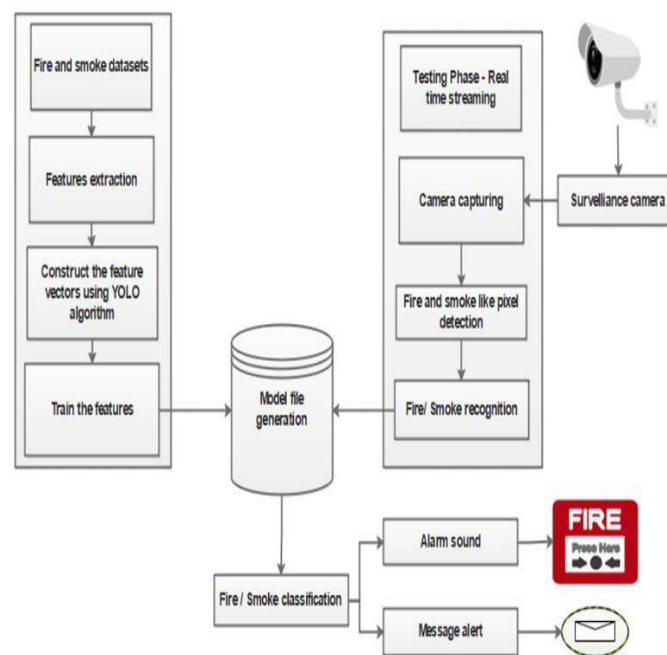 Fire and smoke datasets
Features extraction
Construct the feature
vectors using YOLO
algorithm
Train the features
Testing Phase - Real
time streaming
Camera capturing
Survelliance camera
Fire and smoke like pixel
detection
Fire/ Smoke recognition
Model file
generation
Fire / Smoke classification
Alarm sound
FIRE
Press Here
Message alert